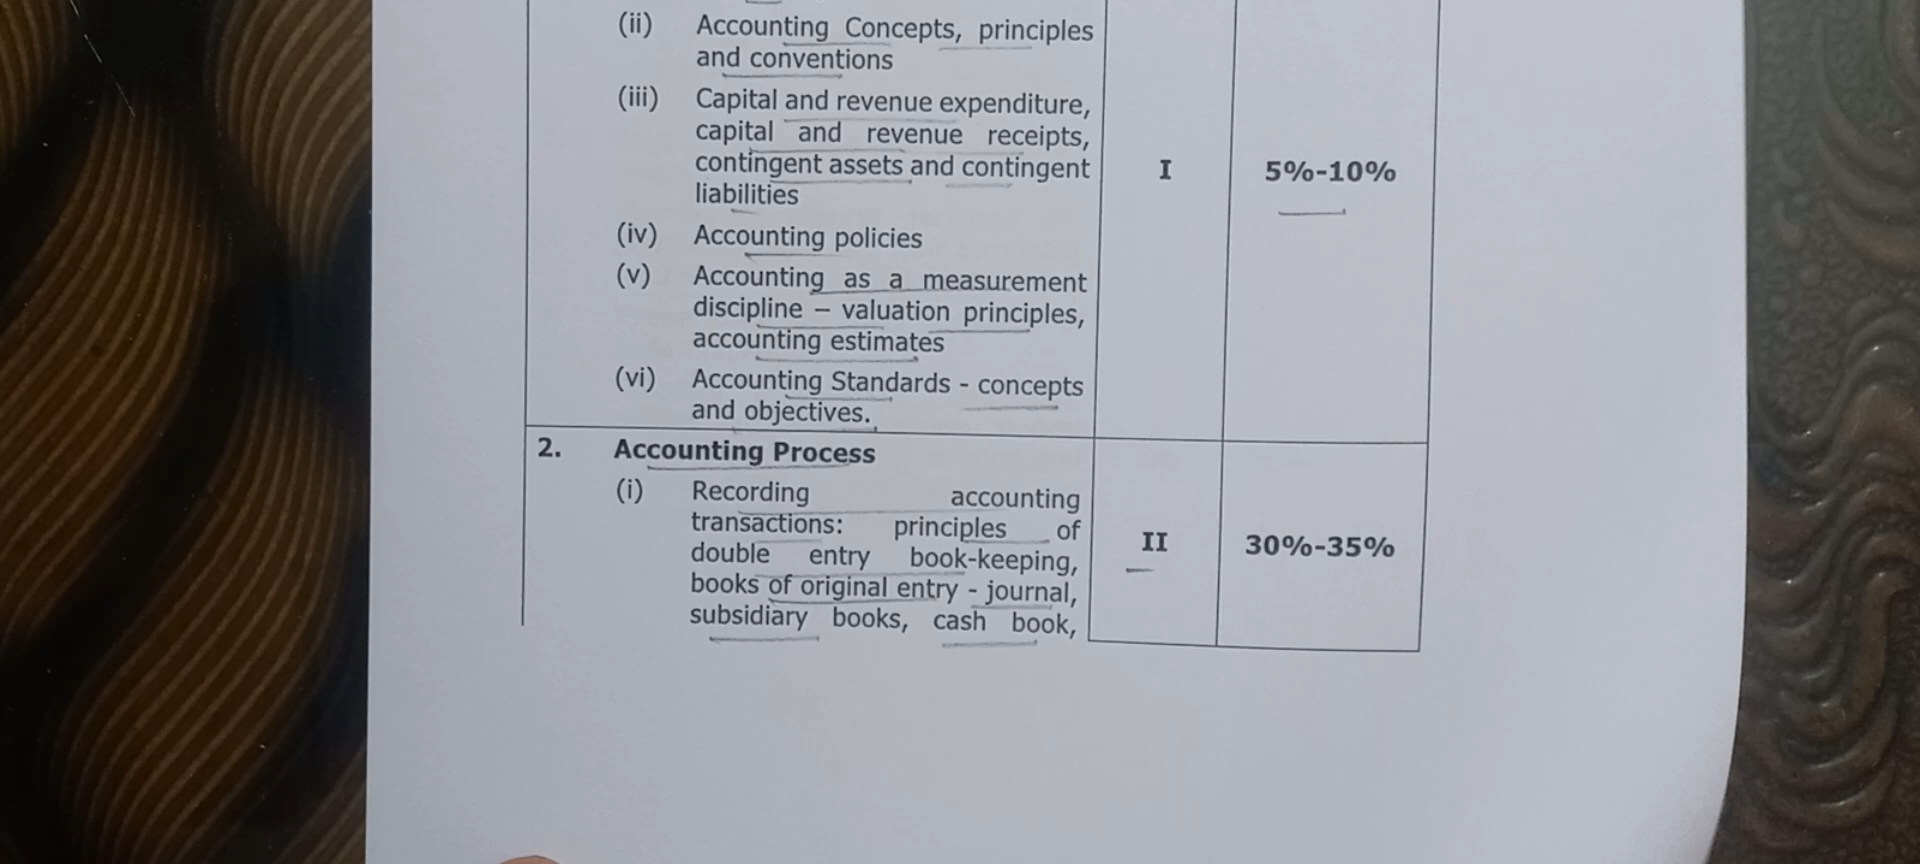 (ii) Accounting Concepts, principles
and conventions
(iii) Capital and revenue expenditure,
capital and revenue receipts,
contingent assets and contingent
liabilities
I 5%-10%
(iv) Accounting policies
(v) Accounting as a measurement
discipline – valuation principles,
accounting estimates
(vi) Accounting Standards - concepts
and objectives.
2. Accounting Process
(i) Recording accounting
transactions: principles of
double entry book-keeping,
books of original entry - journal,
subsidiary books, cash book,
II 30%-35%